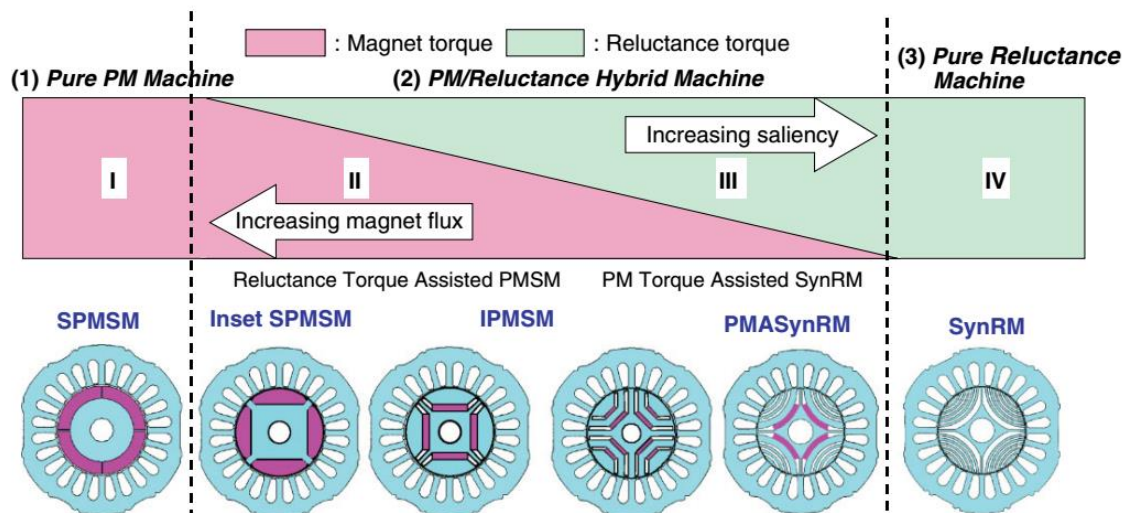 : Magnet torque : Reluctance torque
(1) Pure PM Machine
(2) PM/Reluctance Hybrid Machine
(3) Pure Reluctance
Machine
Increasing saliency
I
II
III
IV
Increasing magnet flux
Reluctance Torque Assisted PMSM
PM Torque Assisted SynRM
SPMSM
Inset SPMSM
IPMSM
PMASynRM
SynRM